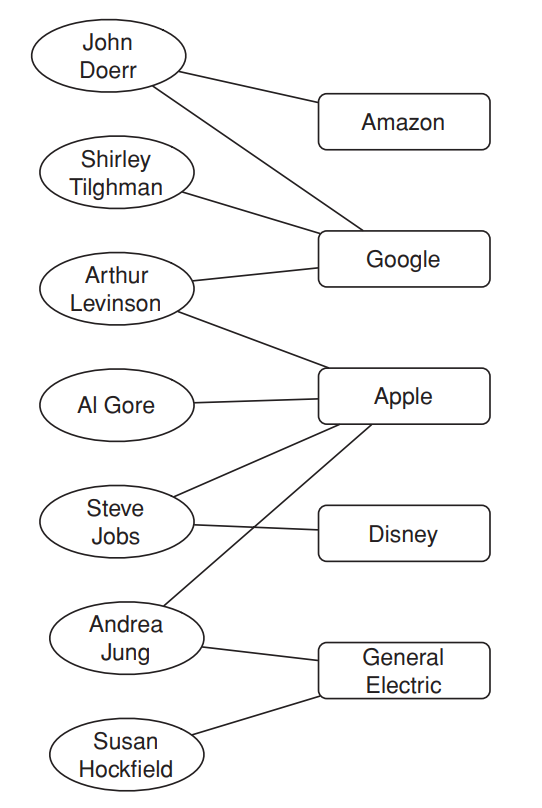 John
Doerr
Amazon
Shirley
Tilghman
Google
Arthur
Levinson
Apple
Al Gore
Steve
Jobs
Disney
Andrea
Jung
General
Electric
Susan
Hockfield